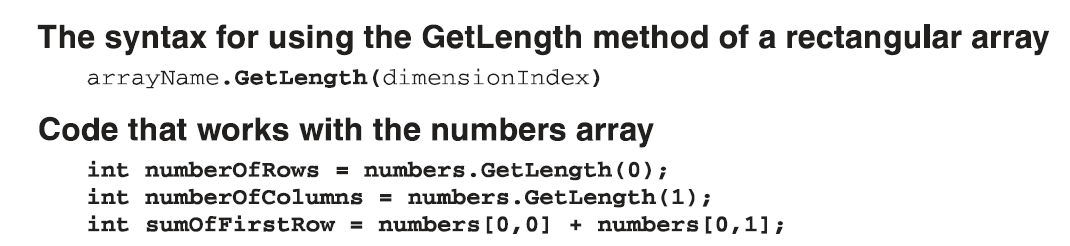 The syntax for using the GetLength method of a rectangular array
arrayName.GetLength(dimensionIndex)
Code that works with the numbers array
int numberOfRows = numbers.GetLength(0);
int numberOfColumns = numbers.GetLength(1);
int sumOfFirstRow = numbers[0,0] + numbers[0,1];